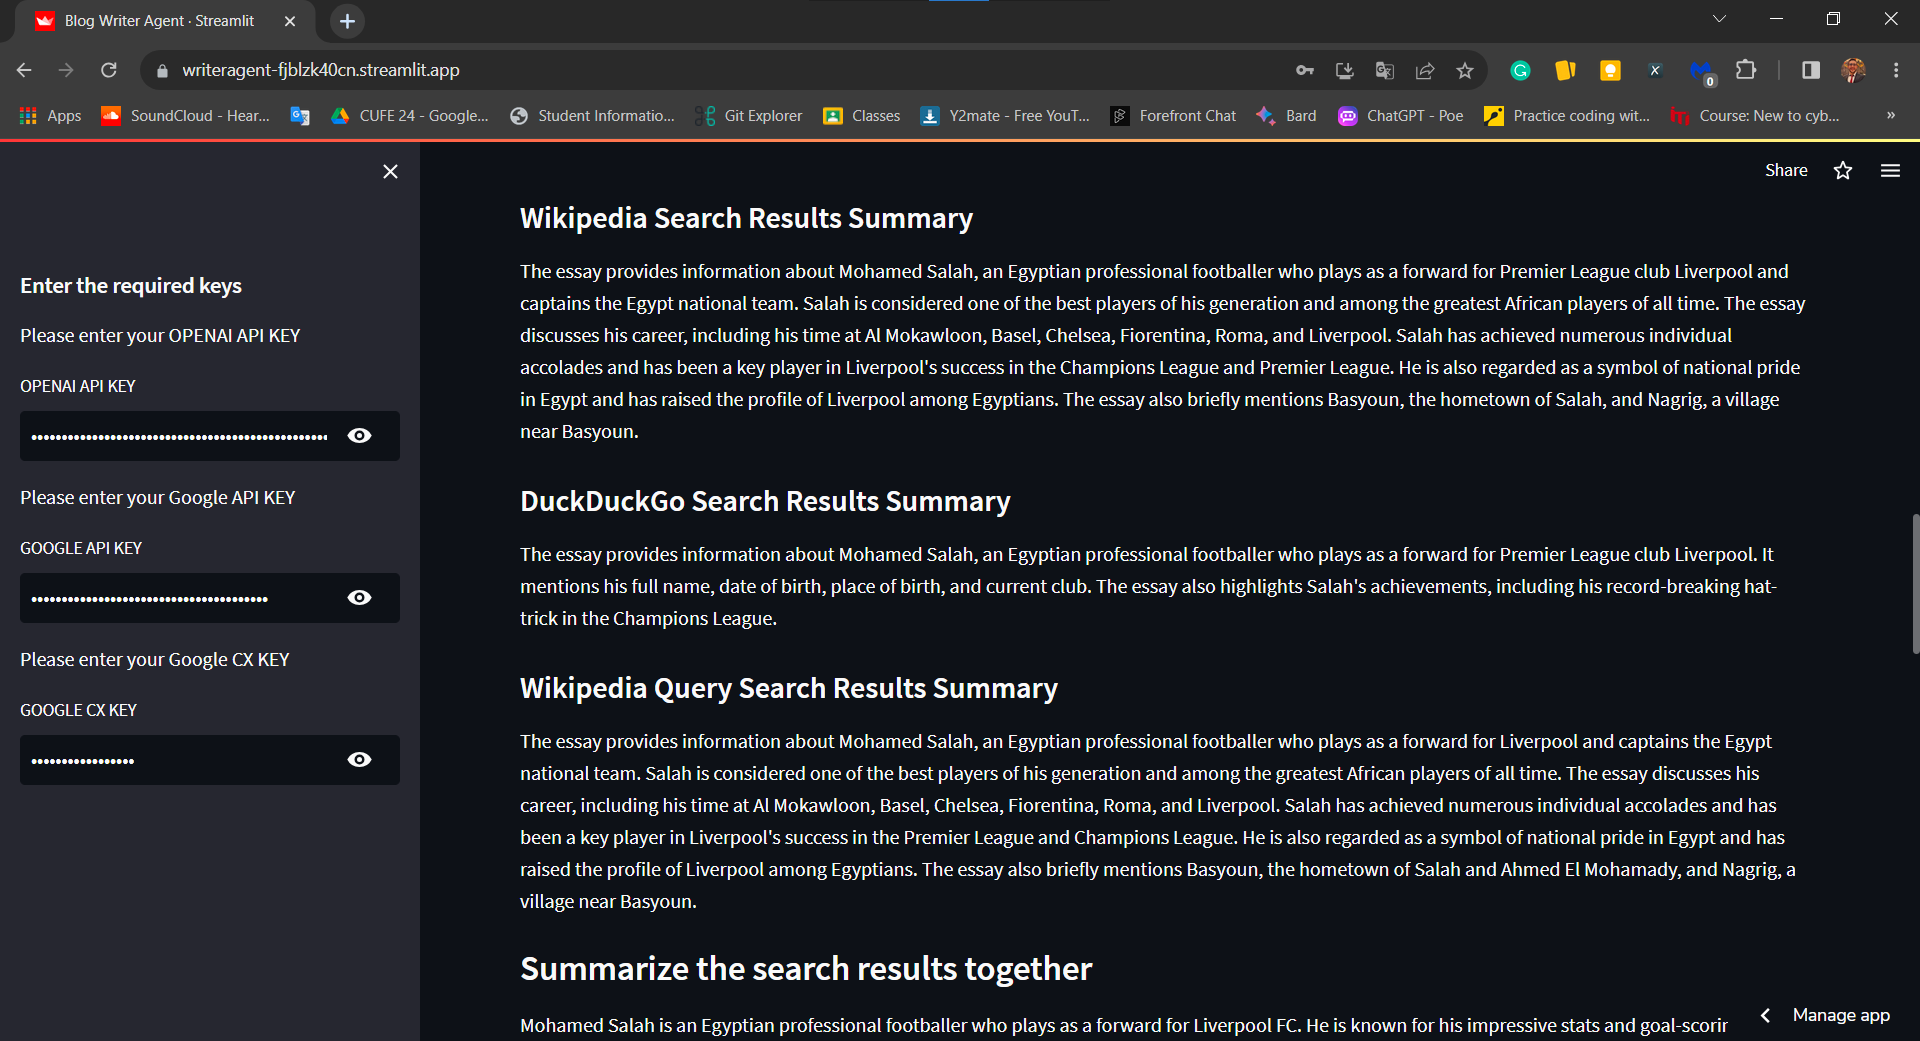 Blog Writer Agent · Streamlit
writeragent-fjblzk40cn.streamlit.app
0
Apps
SoundCloud - Hear...
CUFE 24 - Google...
Student Informatio...
Git Explorer
Classes
Y2mate - Free YouT...
Forefront Chat
Bard
ChatGPT - Poe
Practice coding wit...
Course: New to cyb...
»
Share
Enter the required keys
Please enter your OPENAI API KEY
OPENAI API KEY
Please enter your Google API KEY
GOOGLE API KEY
Please enter your Google CX KEY
GOOGLE CX KEY
Wikipedia Search Results Summary
The essay provides information about Mohamed Salah, an Egyptian professional footballer who plays as a forward for Premier League club Liverpool and
captains the Egypt national team. Salah is considered one of the best players of his generation and among the greatest African players of all time. The essay
discusses his career, including his time at Al Mokawloon, Basel, Chelsea, Fiorentina, Roma, and Liverpool. Salah has achieved numerous individual
accolades and has been a key player in Liverpool's success in the Champions League and Premier League. He is also regarded as a symbol of national pride
in Egypt and has raised the profile of Liverpool among Egyptians. The essay also briefly mentions Basyoun, the hometown of Salah, and Nagrig, a village
near Basyoun.
DuckDuckGo Search Results Summary
The essay provides information about Mohamed Salah, an Egyptian professional footballer who plays as a forward for Premier League club Liverpool. It
mentions his full name, date of birth, place of birth, and current club. The essay also highlights Salah's achievements, including his record-breaking hat-
trick in the Champions League.
Wikipedia Query Search Results Summary
The essay provides information about Mohamed Salah, an Egyptian professional footballer who plays as a forward for Liverpool and captains the Egypt
national team. Salah is considered one of the best players of his generation and among the greatest African players of all time. The essay discusses his
career, including his time at Al Mokawloon, Basel, Chelsea, Fiorentina, Roma, and Liverpool. Salah has achieved numerous individual accolades and has
been a key player in Liverpool's success in the Premier League and Champions League. He is also regarded as a symbol of national pride in Egypt and has
raised the profile of Liverpool among Egyptians. The essay also briefly mentions Basyoun, the hometown of Salah and Ahmed El Mohamady, and Nagrig, a
village near Basyoun.
Summarize the search results together
Mohamed Salah is an Egyptian professional footballer who plays as a forward for Liverpool FC. He is known for his impressive stats and goal-scorin
Manage app